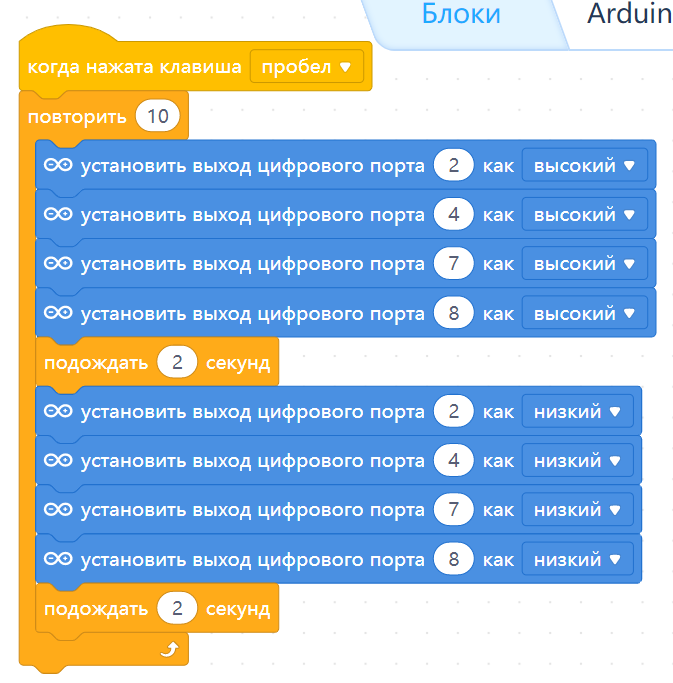 Блоки
Arduin
когда нажата клавиша пробел
повторить 10
установить выход цифрового порта 2 как высокий
установить выход цифрового порта 4 как высокий
установить выход цифрового порта 7 как высокий
установить выход цифрового порта 8 как высокий
подождать 2 секунд
установить выход цифрового порта 2 как низкий
установить выход цифрового порта 4 как низкий
установить выход цифрового порта 7 как низкий
установить выход цифрового порта 8 как низкий
подождать 2 секунд